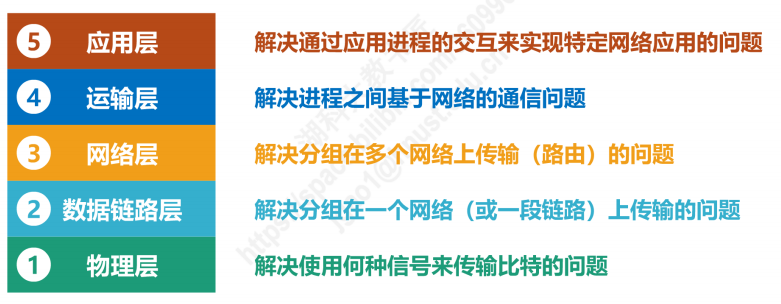 5 应用层 解决通过应用进程的交互来实现特定网络应用的问题
4 运输层 解决进程之间基于网络的通信问题
3 网络层 解决分组在多个网络上传输（路由）的问题
2 数据链路层 解决分组在一个网络（或一段链路）上传输的问题
1 物理层 解决使用何种信号来传输比特的问题